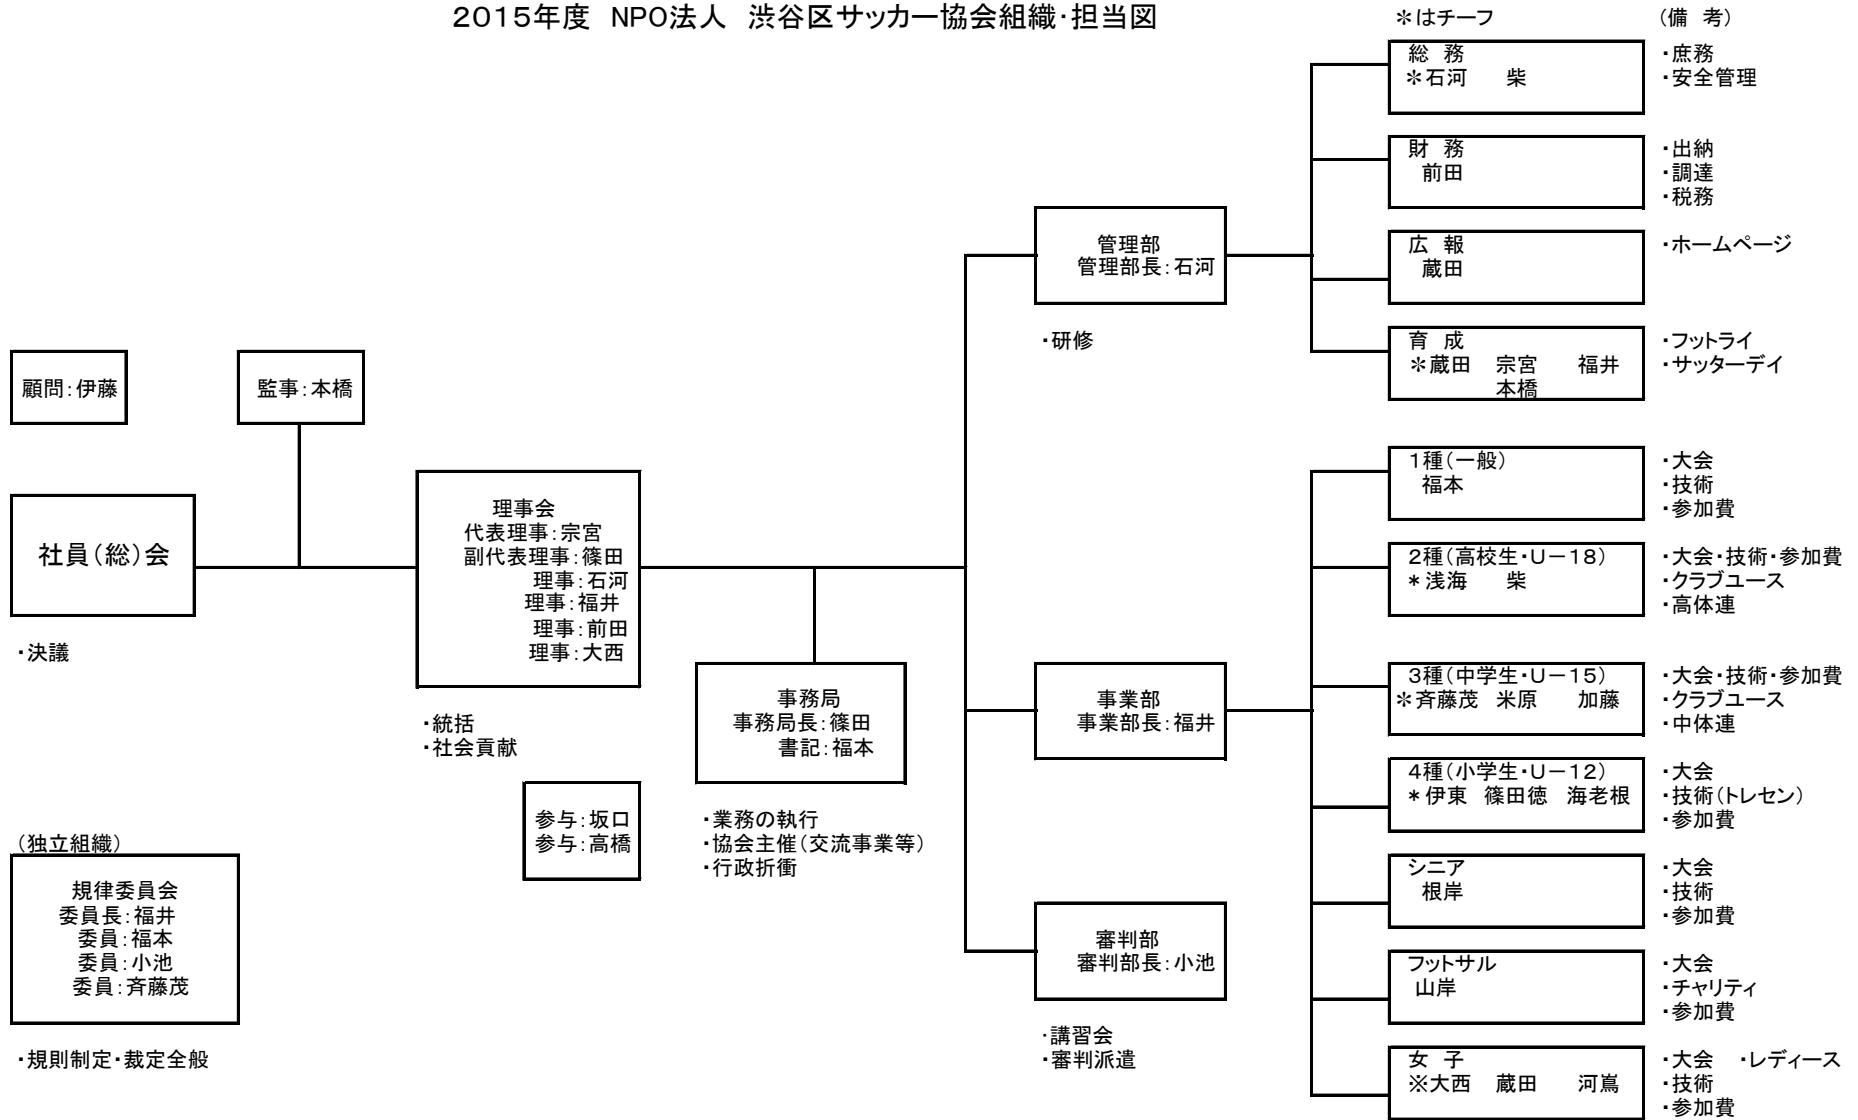 2015年度 NPO法人 渋谷区サッカー協会組織・担当図
＊はチーフ
(備 考)
総 務
＊石河 柴
・庶務
・安全管理
財 務
前田
・出納
・調達
・税務
広 報
蔵田
・ホームページ
育 成
＊蔵田 宗宮 福井
本橋
・フットライ
・サッターデイ
管理部
管理部長:石河
・研修
顧問:伊藤
監事:本橋
社員(総)会
・決議
理事会
代表理事:宗宮
副代表理事:篠田
理事:石河
理事:福井
理事:前田
理事:大西
・統括
・社会貢献
参与:坂口
参与:高橋
事務局
事務局長:篠田
書記:福本
・業務の執行
・協会主催(交流事業等)
・行政折衝
事業部
事業部長:福井
1種(一般)
福本
・大会
・技術
・参加費
2種(高校生・U－18)
＊浅海 柴
・大会・技術・参加費
・クラブユース
・高体連
3種(中学生・U－15)
＊斉藤茂 米原 加藤
・大会・技術・参加費
・クラブユース
・中体連
4種(小学生・U－12)
＊伊東 篠田徳 海老根
・大会
・技術(トレセン)
・参加費
シニア
根岸
・大会
・技術
・参加費
フットサル
山岸
・大会
・チャリティ
・参加費
女 子
※大西 蔵田 河嶌
・大会 ・レディース
・技術
・参加費
審判部
審判部長:小池
・講習会
・審判派遣
(独立組織)
規律委員会
委員長:福井
委員:福本
委員:小池
委員:斉藤茂
・規則制定・裁定全般